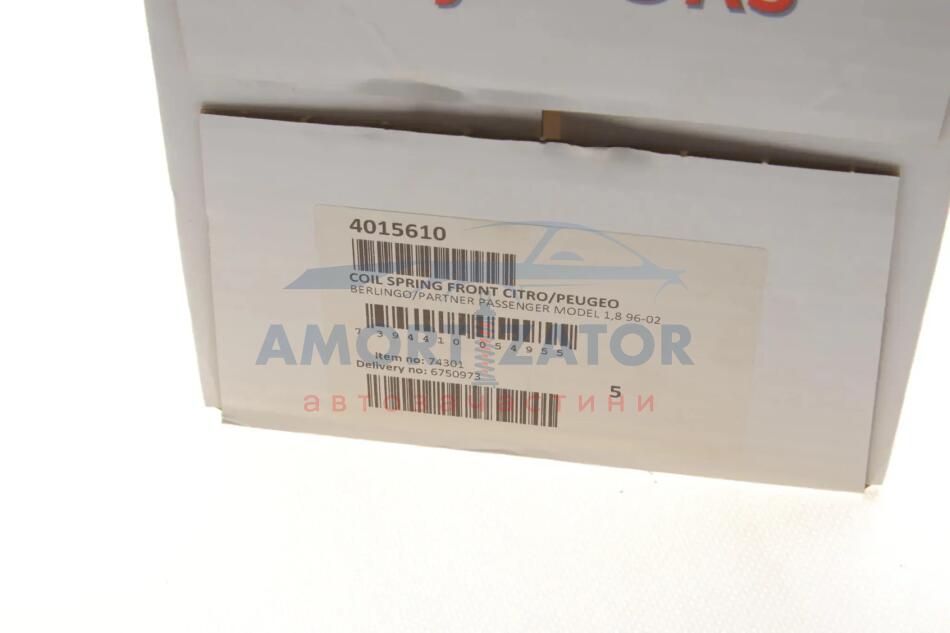 4015610
COIL SPRING FRONT CITRO/PEUGEO
BERLINGO/PARTNER PASSENGER MODEL 1,8 96-02
7 394410 054955
Item no: 74301
Delivery no: 6750973
5
AMORTIZATOR
автозапчастини